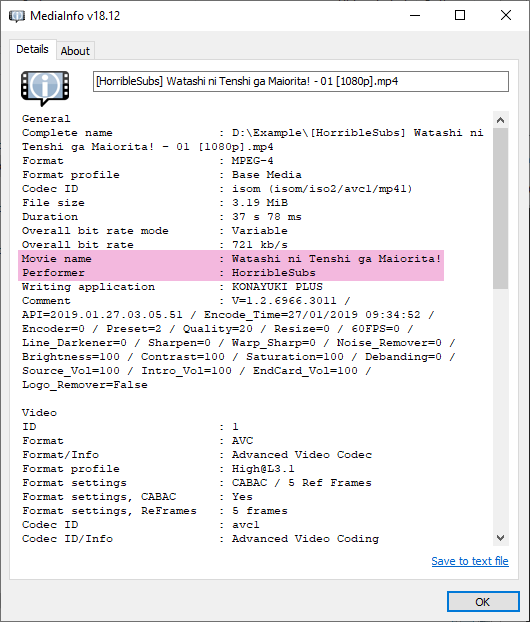 MediaInfo v18.12
Details
About
[HorribleSubs] Watashi ni Tenshi ga Maiorita! - 01 [1080p].mp4
General
Complete name : D:\Example\[HorribleSubs] Watashi ni
Tenshi ga Maiorita! - 01 [1080p].mp4
Format : MPEG-4
Format profile : Base Media
Codec ID : isom (isom/iso2/avc1/mp41)
File size : 3.19 MiB
Duration : 37 s 78 ms
Overall bit rate mode : Variable
Overall bit rate : 721 kb/s
Movie name : Watashi ni Tenshi ga Maiorita!
Performer : HorribleSubs
Writing application : KONAYUKI PLUS
Comment : V=1.2.6966.3011 /
API=2019.01.27.03.05.51 / Encode_Time=27/01/2019 09:34:52 /
Encoder=0 / Preset=2 / Quality=20 / Resize=0 / 60FPS=0 /
Line_Darkener=0 / Sharpen=0 / Warp_Sharp=0 / Noise_Remover=0 /
Brightness=100 / Contrast=100 / Saturation=100 / Debanding=0 /
Source_Vol=100 / Intro_Vol=100 / EndCard_Vol=100 /
Logo_Remover=False
Video
ID : 1
Format : AVC
Format/Info : Advanced Video Codec
Format profile : High@L3.1
Format settings : CABAC / 5 Ref Frames
Format settings, CABAC : Yes
Format settings, ReFrames : 5 frames
Codec ID : avc1
Codec ID/Info : Advanced Video Coding
Save to text file
OK